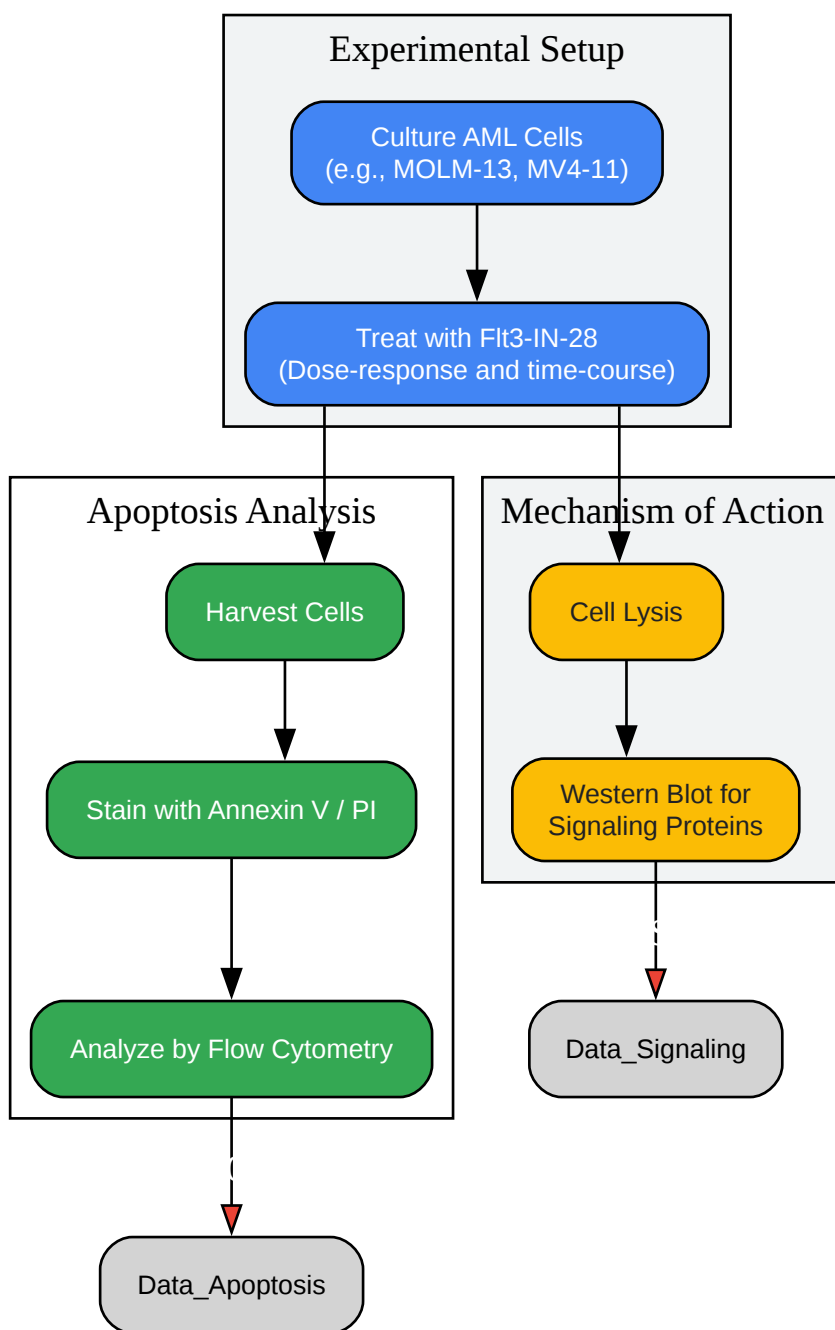 Experimental Setup
Culture AML Cells
(e.g., MOLM-13, MV4-11)
Treat with Flt3-IN-28
(Dose-response and time-course)
Apoptosis Analysis
Mechanism of Action
Harvest Cells
Cell Lysis
Stain with Annexin V / PI
Western Blot for
Signaling Proteins
Analyze by Flow Cytometry
Data_Signaling
Data_Apoptosis